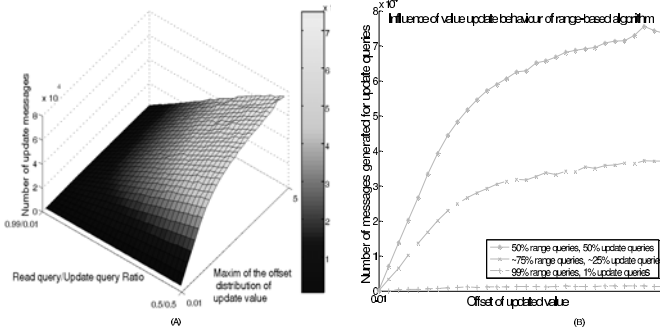 x 10
4
8
6
4
2
0
Number of update messages
0.99/0.01
Read query/Update query Ratio
0.5/0.5
0.01
5
Maxim of the offset
distribution of
update value
7
6
5
4
3
2
1
(A)
Influence of value update behaviour of range-based algorithm
8
7
6
5
4
3
2
1
0
Number of messages generated for update queries
0.01
Offset of updated value
50% range queries, 50% update queries
~75% range queries, ~25% update queries
99% range queries, 1% update queries
(B)